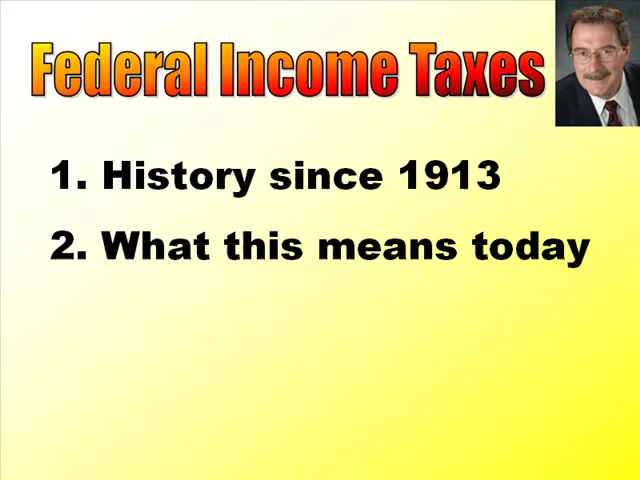 Federal Income Taxes
1. History since 1913
2. What this means today